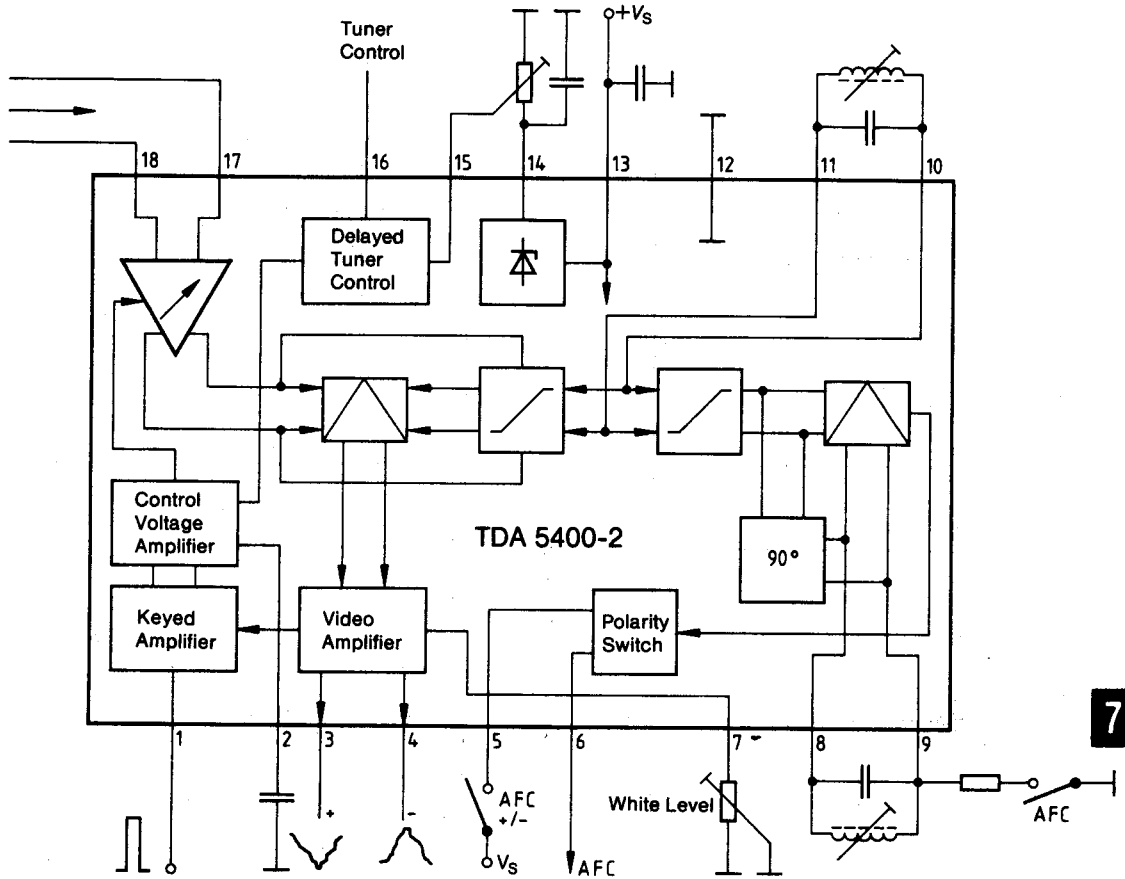 Tuner
Control
+VS
18
17
16
15
14
13
12
11
10
Delayed
Tuner
Control
Control
Voltage
Amplifier
TDA 5400-2
90°
Keyed
Amplifier
Video
Amplifier
Polarity
Switch
7
1
2
3
4
5
6
7
8
9
+
-
AFC
+/-
VS
AFC
White Level
AFC